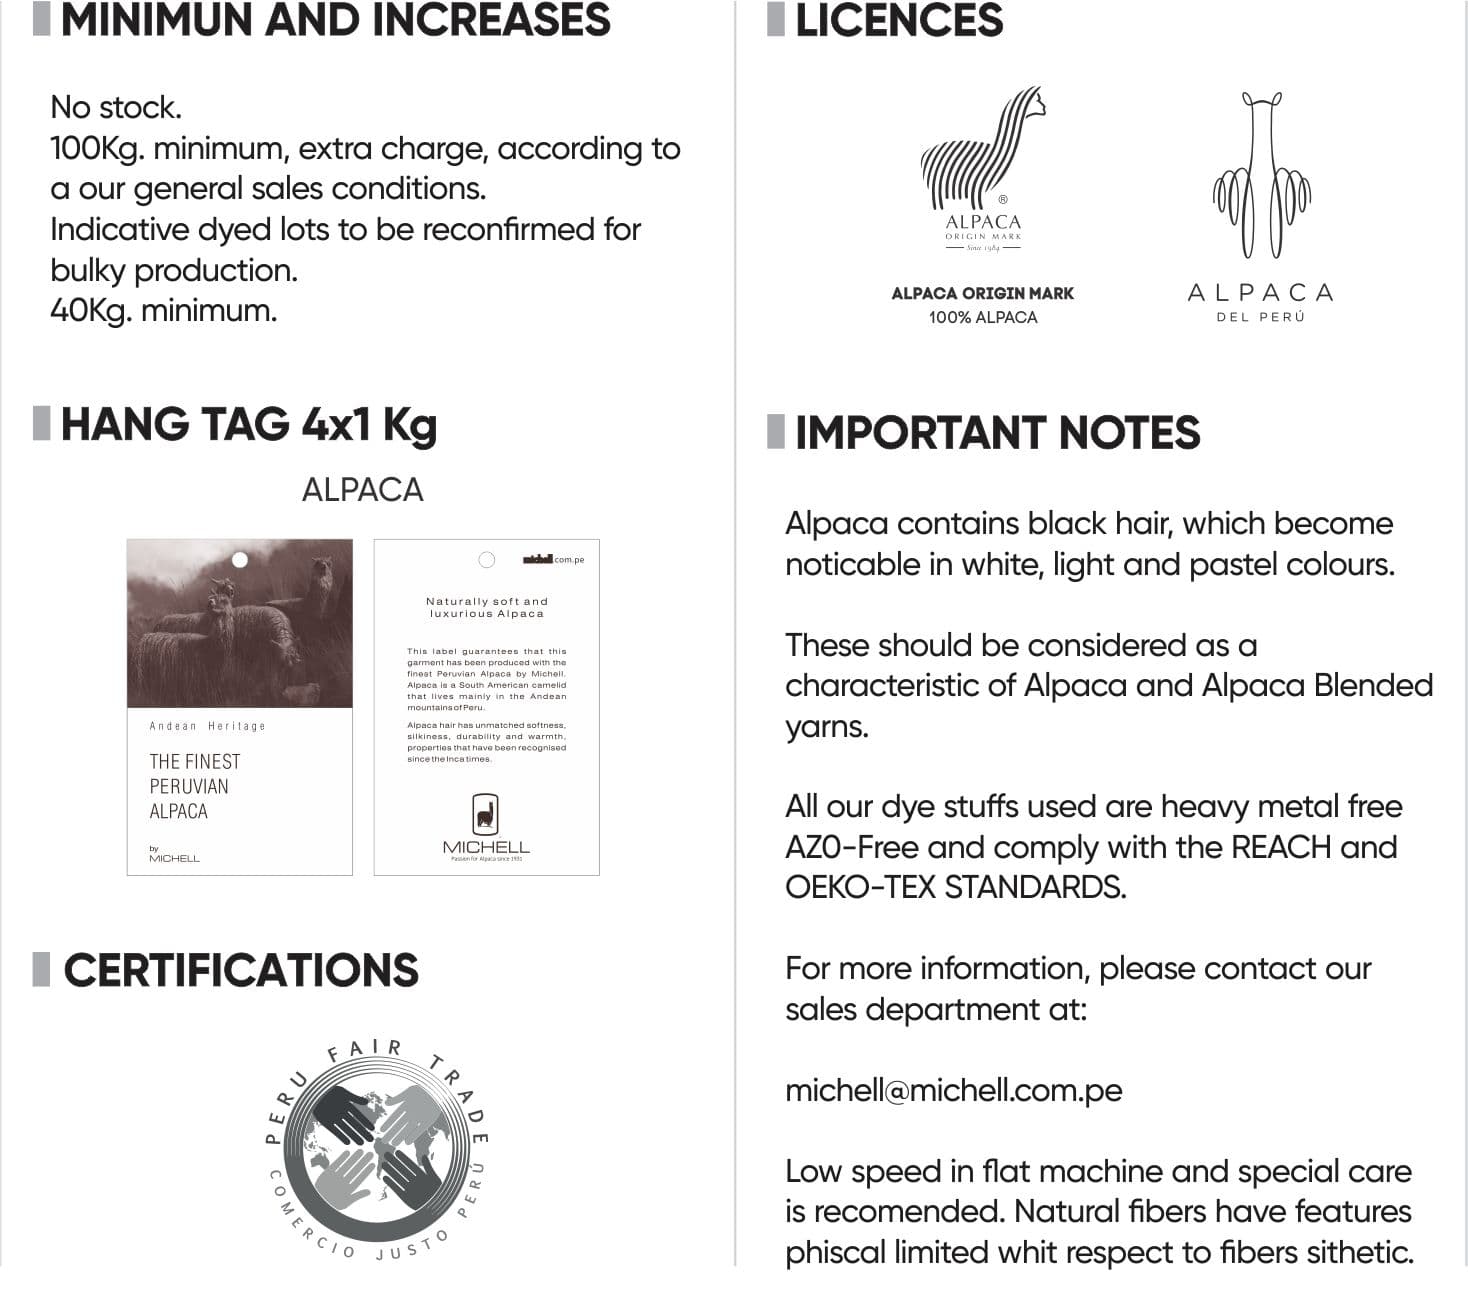 MINIMUN AND INCREASES
No stock.
100Kg. minimum, extra charge, according to
a our general sales conditions.
Indicative dyed lots to be reconfirmed for
bulky production.
40Kg. minimum.
HANG TAG 4x1 Kg
ALPACA
Andean Heritage
THE FINEST
PERUVIAN
ALPACA
by
MICHELL
michell.com.pe
Naturally soft and
luxurious Alpaca
This label guarantees that this
garment has been produced with the
finest Peruvian Alpaca by Michell.
Alpaca is a South American camelid
that lives mainly in the Andean
mountains of Peru.
Alpaca hair has unmatched softness,
silkiness, durability and warmth,
properties that have been recognised
since the Inca times.
MICHELL
Passion for Alpaca since 1931
CERTIFICATIONS
PERU FAIR TRADE
COMERCIO JUSTO PERÚ
LICENCES
®
ALPACA
ORIGIN MARK
Since 1984
ALPACA ORIGIN MARK
100% ALPACA
ALPACA
DEL PERÚ
IMPORTANT NOTES
Alpaca contains black hair, which become
noticable in white, light and pastel colours.
These should be considered as a
characteristic of Alpaca and Alpaca Blended
yarns.
All our dye stuffs used are heavy metal free
AZ0-Free and comply with the REACH and
OEKO-TEX STANDARDS.
For more information, please contact our
sales department at:
michell@michell.com.pe
Low speed in flat machine and special care
is recomended. Natural fibers have features
phiscal limited whit respect to fibers sithetic.